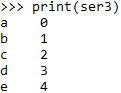 >>> print(ser3)
a    0
b    1
c    2
d    3
e    4